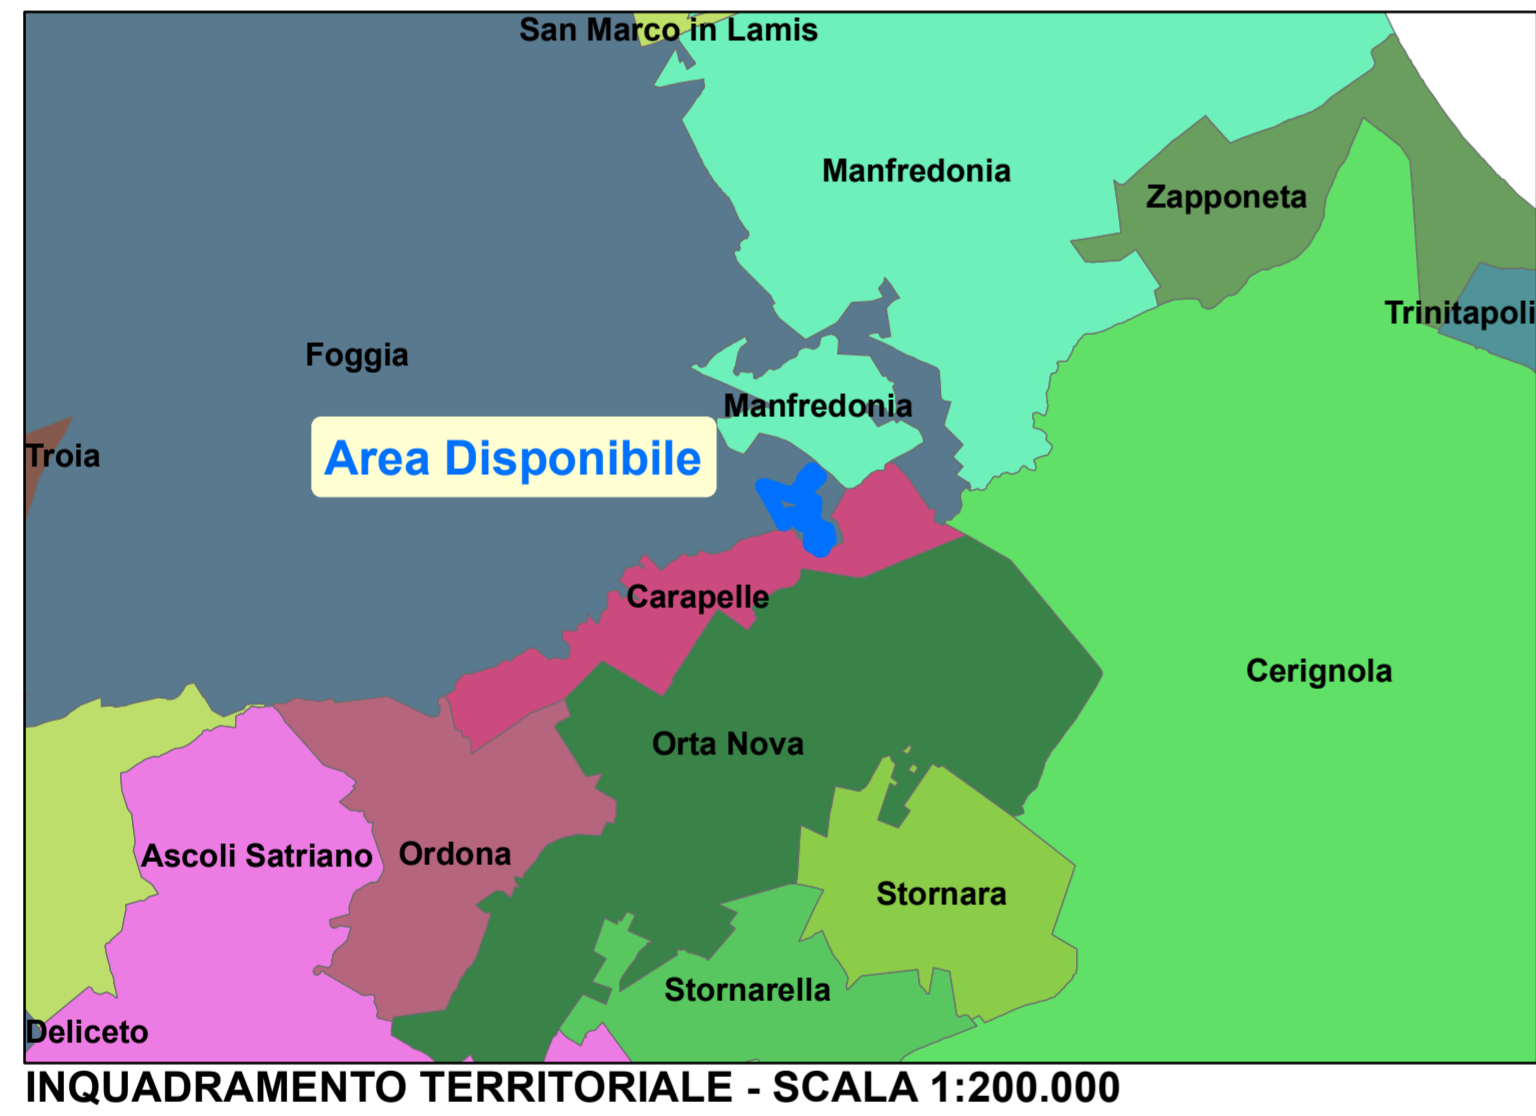 San Marco in Lamis
Manfredonia
Zapponeta
Trinitapoli
Foggia
Manfredonia
Troia
Area Disponibile
Carapelle
Cerignola
Orta Nova
Ascoli Satriano
Ordona
Stornara
Stornarella
Deliceto
INQUADRAMENTO TERRITORIALE - SCALA 1:200.000